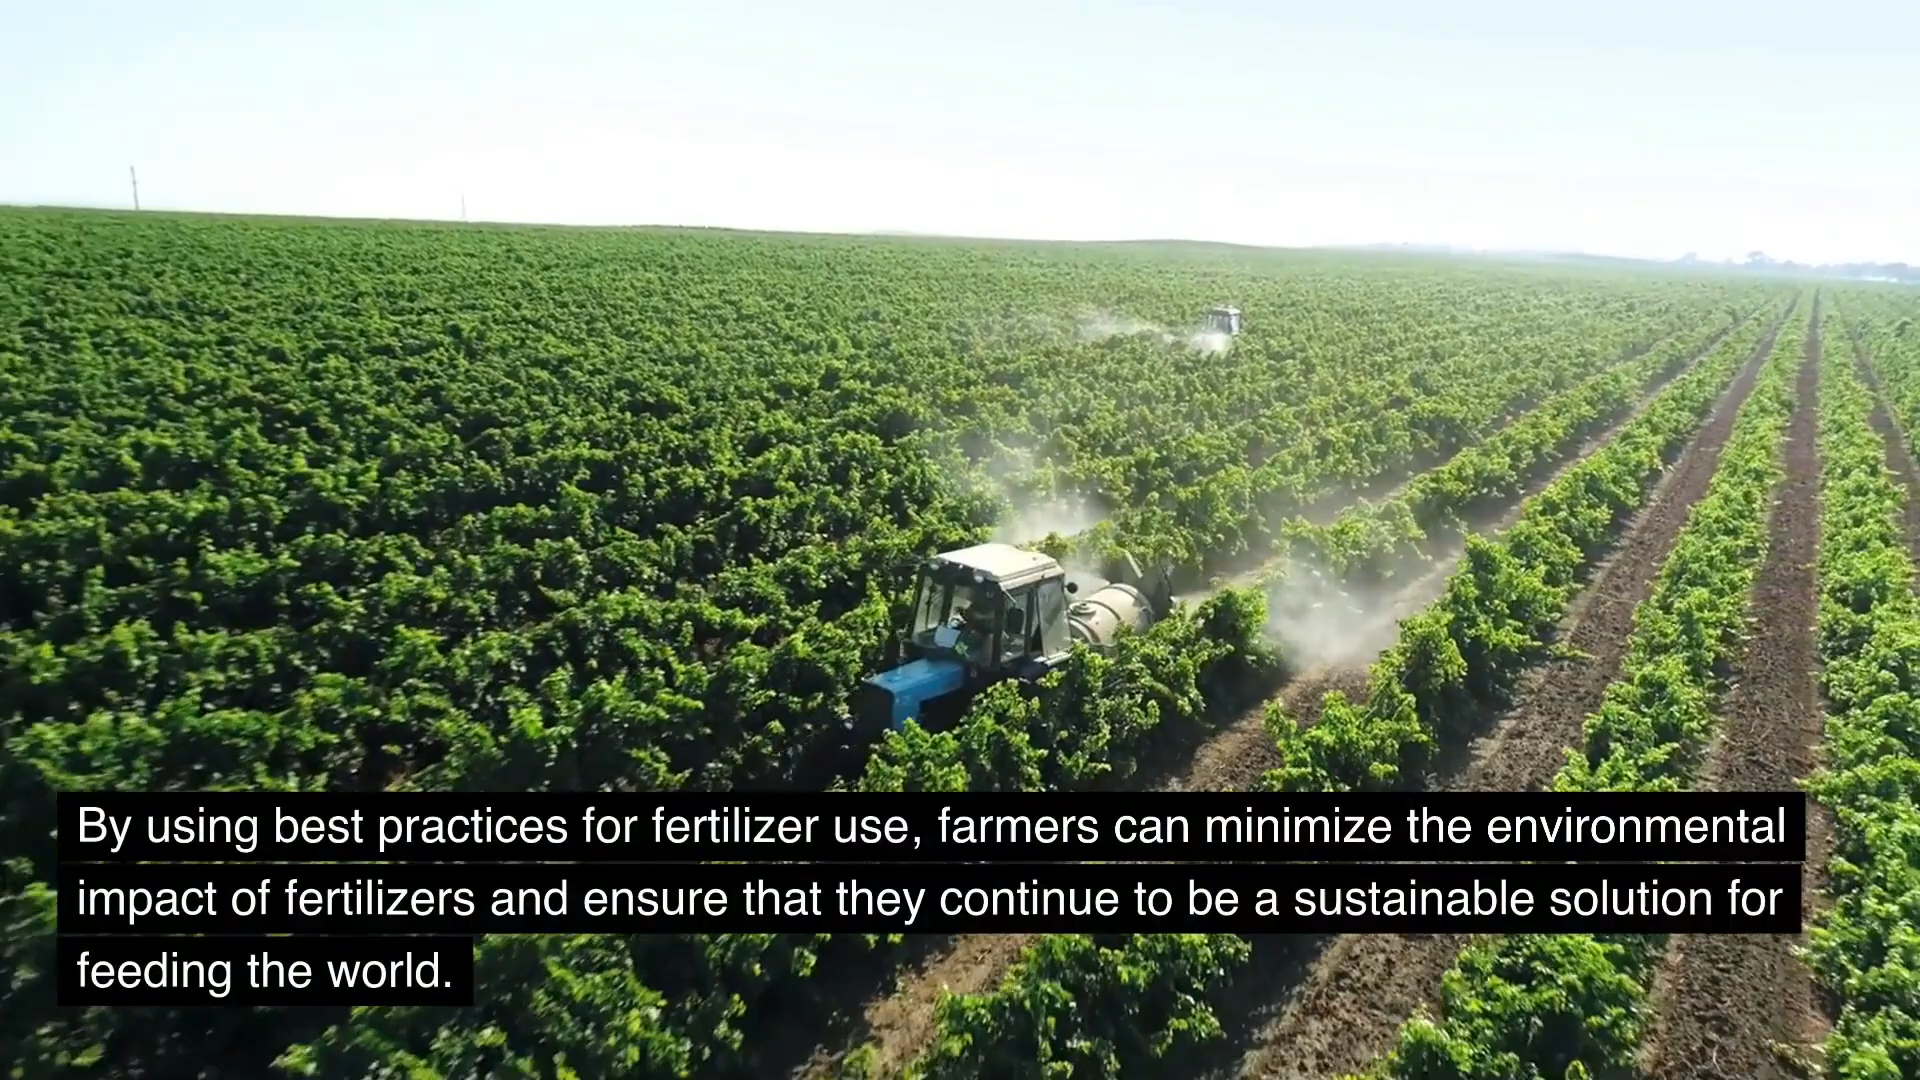 By using best practices for fertilizer use, farmers can minimize the environmental
impact of fertilizers and ensure that they continue to be a sustainable solution for
feeding the world.